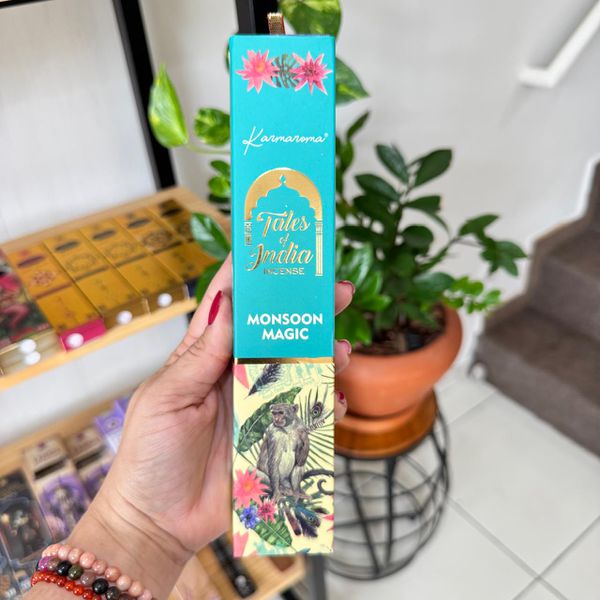 Karmaroma®
Tales
of
India
INCENSE
MONSOON
MAGIC